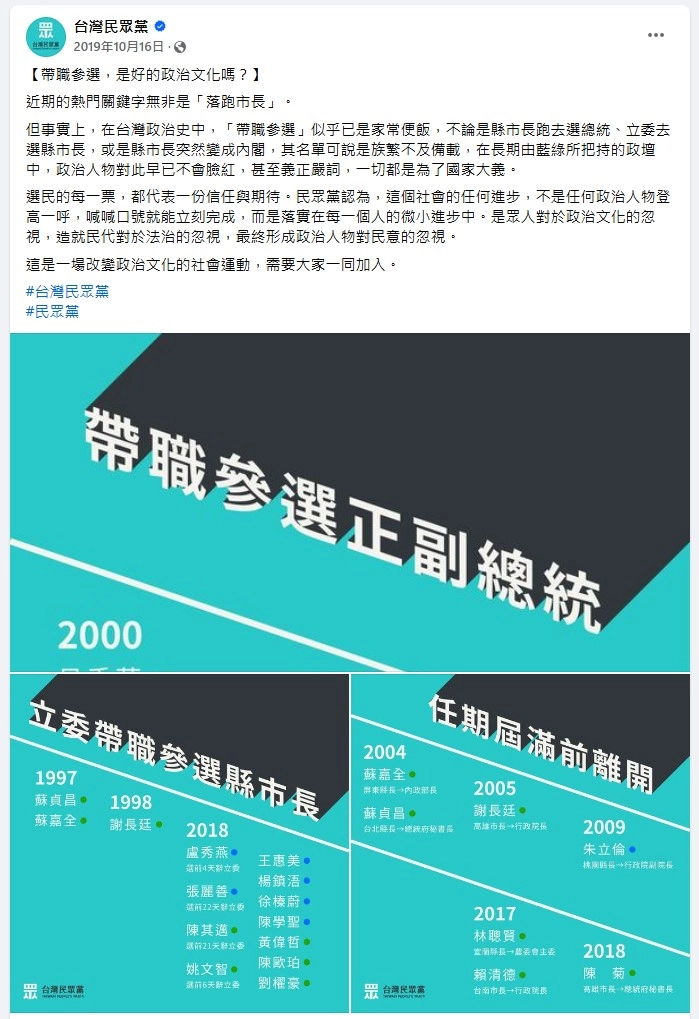 眾
台灣民眾黨
台灣民眾黨
2019年10月16日 ·
【帶職參選，是好的政治文化嗎？】
近期的熱門關鍵字無非是「落跑市長」。
但事實上，在台灣政治史中，「帶職參選」似乎已是家常便飯，不論是縣市長跑去選總統、立委去
選縣市長，或是縣市長突然變成內閣，其名單可說是族繁不及備載，在長期由藍綠所把持的政壇
中，政治人物對此早已不會臉紅，甚至義正嚴詞，一切都是為了國家大義。
選民的每一票，都代表一份信任與期待。民眾黨認為，這個社會的任何進步，不是任何政治人物登
高一呼，喊喊口號就能立刻完成，而是落實在每一個人的微小進步中。是眾人對於政治文化的忽
視，造就民代對於法治的忽視，最終形成政治人物對民意的忽視。
這是一場改變政治文化的社會運動，需要大家一同加入。
#台灣民眾黨
#民眾黨
帶職參選正副總統
2000
立委帶職參選縣市長
1997
蘇貞昌
蘇嘉全
1998
謝長廷
2018
盧秀燕
選前4天辭立委
張麗善
選前22天辭立委
陳其邁
選前21天辭立委
姚文智
選前6天辭立委
王惠美
楊鎮浯
徐榛蔚
陳學聖
黃偉哲
陳歐珀
劉櫂豪
眾
台灣民眾黨
任期屆滿前離開
2004
蘇嘉全
屏東縣長→內政部長
蘇貞昌
台北縣長→總統府秘書長
2005
謝長廷
高雄市長→行政院長
2009
朱立倫
桃園縣長→行政院副院長
2017
林聰賢
宜蘭縣長→農委會主委
賴清德
台南市長→行政院長
2018
陳 菊
高雄市長→總統府秘書長
眾
台灣民眾黨